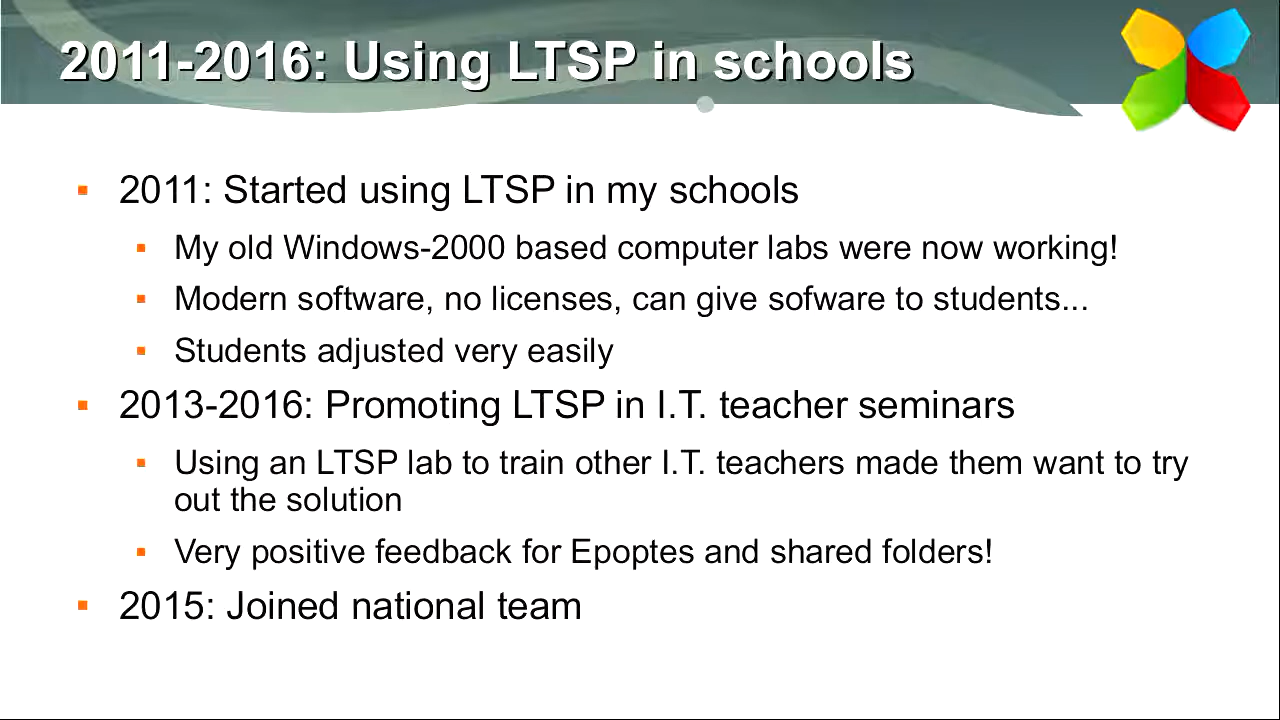 2011-2016: Using LTSP in schools
2011: Started using LTSP in my schools
My old Windows-2000 based computer labs were now working!
Modern software, no licenses, can give sofware to students...
Students adjusted very easily
2013-2016: Promoting LTSP in I.T. teacher seminars
Using an LTSP lab to train other I.T. teachers made them want to try
out the solution
Very positive feedback for Epoptes and shared folders!
2015: Joined national team